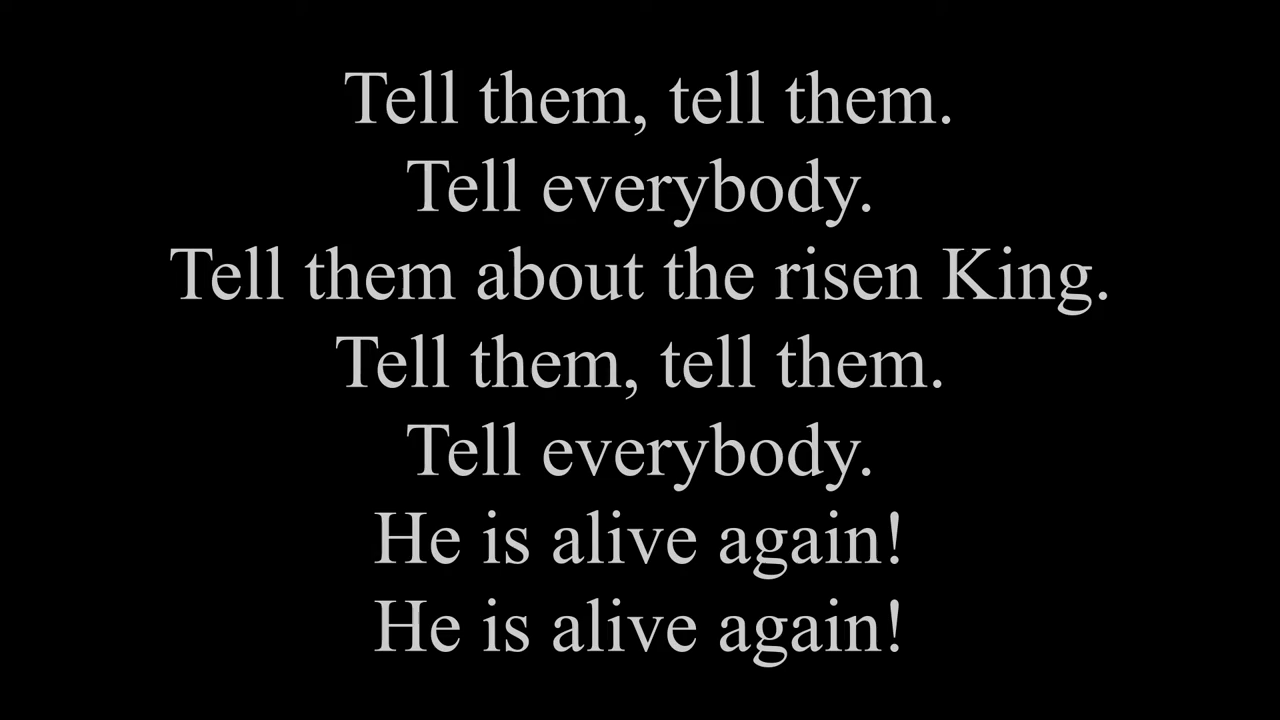 Tell them, tell them.
Tell everybody.
Tell them about the risen King.
Tell them, tell them.
Tell everybody.
He is alive again!
He is alive again!